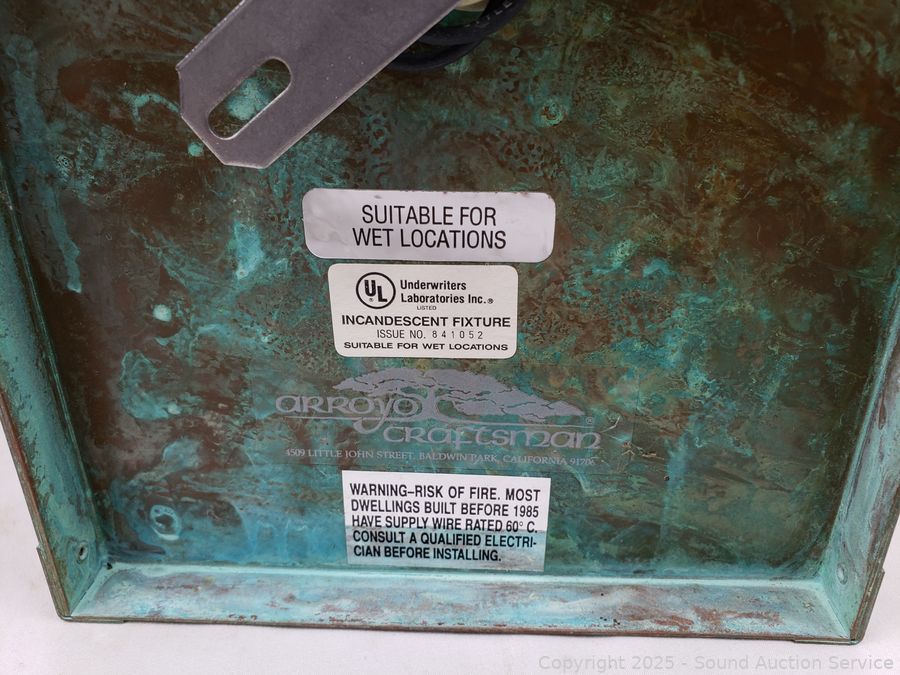 SUITABLE FOR
WET LOCATIONS
UL
®
Underwriters
Laboratories Inc.®
LISTED
INCANDESCENT FIXTURE
ISSUE NO. 841052
SUITABLE FOR WET LOCATIONS
arroyo
craftsman
®
4509 LITTLE JOHN STREET, BALDWIN PARK, CALIFORNIA 91706
WARNING–RISK OF FIRE. MOST
DWELLINGS BUILT BEFORE 1985
HAVE SUPPLY WIRE RATED 60° C.
CONSULT A QUALIFIED ELECTRI-
CIAN BEFORE INSTALLING.
Copyright 2025 - Sound Auction Service